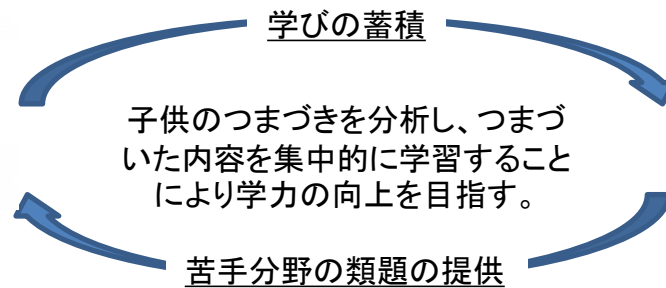 学びの蓄積
子供のつまづきを分析し、つまづ
いた内容を集中的に学習すること
により学力の向上を目指す。
苦手分野の類題の提供